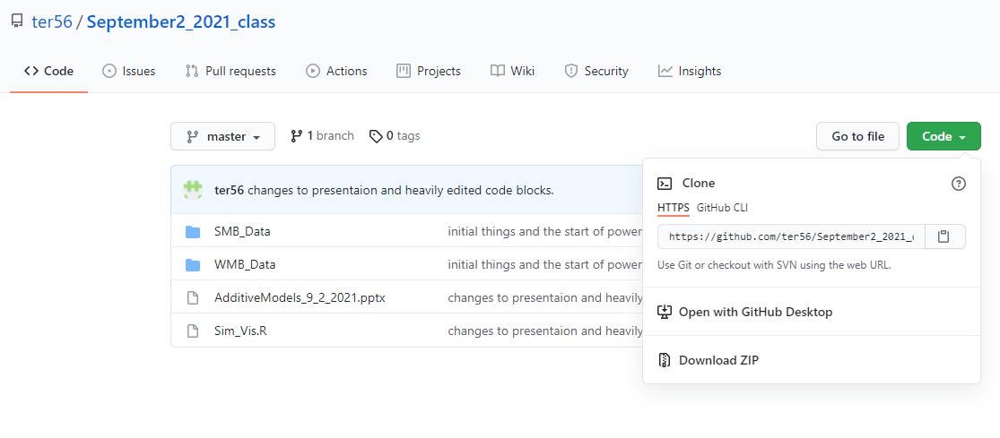 ter56 / September2_2021_class
Code Issues Pull requests Actions Projects Wiki Security Insights
master 1 branch 0 tags Go to file Code
ter56 changes to presentaion and heavily edited code blocks.
SMB_Data initial things and the start of power
WMB_Data initial things and the start of power
AdditiveModels_9_2_2021.pptx changes to presentaion and heavily
Sim_Vis.R changes to presentaion and heavily
Clone
HTTPS GitHub CLI
https://github.com/ter56/September2_2021_c
Use Git or checkout with SVN using the web URL.
Open with GitHub Desktop
Download ZIP